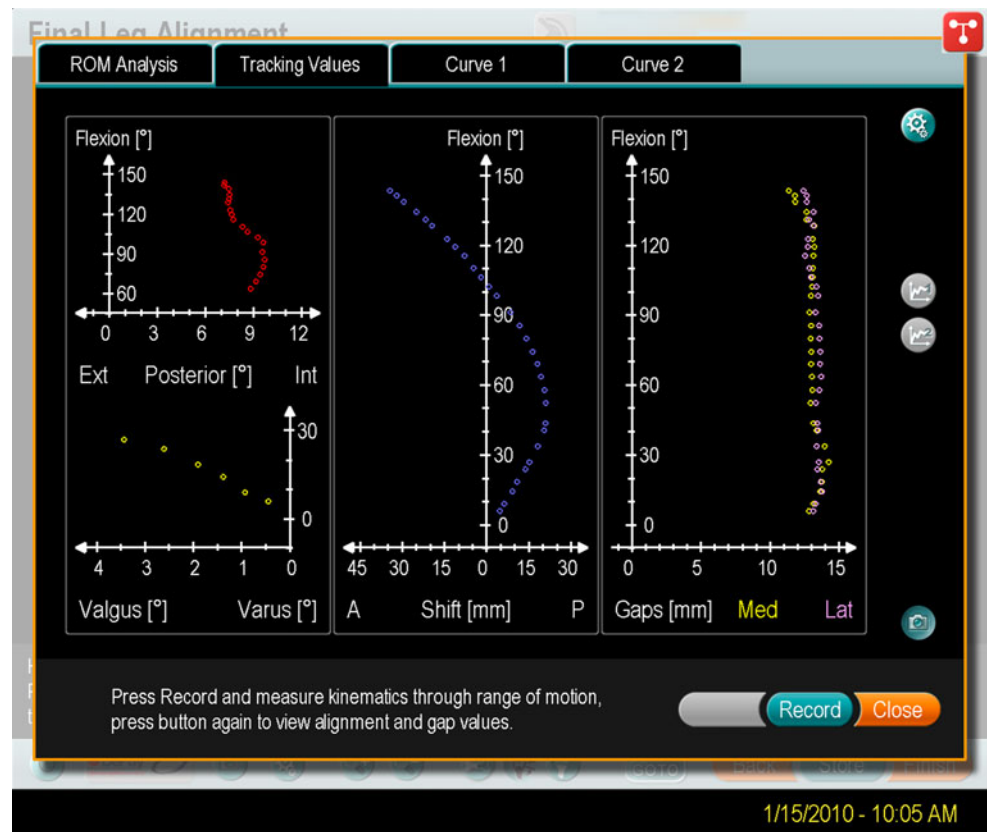 Final Leg Alignment
ROM Analysis
Tracking Values
Curve 1
Curve 2
Flexion [°]
150
120
90
60
0 3 6 9 12
Ext Posterior [°] Int
30
0
4 3 2 1 0
Valgus [°] Varus [°]
Flexion [°]
150
120
90
60
30
0
45 30 15 0 15 30
A Shift [mm] P
Flexion [°]
150
120
90
60
30
0
0 5 10 15
Gaps [mm] Med Lat
Press Record and measure kinematics through range of motion,
press button again to view alignment and gap values.
Record
Close
GOTO
Back
Store
Finish
1/15/2010 - 10:05 AM